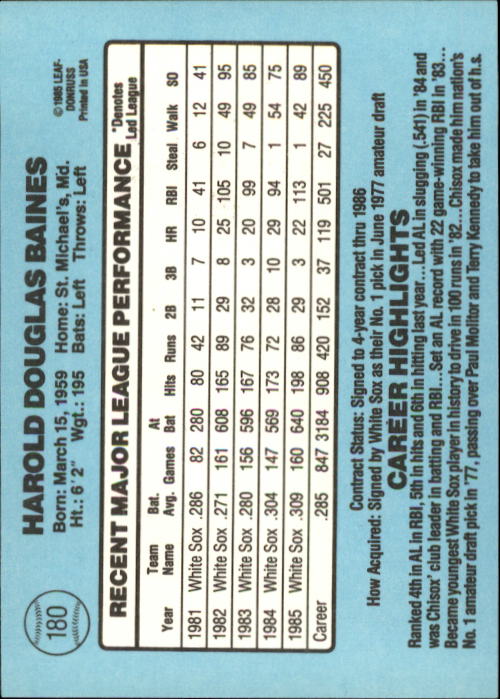 180
HAROLD DOUGLAS BAINES
Born: March 15, 1959 Home: St. Michael's, Md.
Ht.: 6'2" Wgt.: 195 Bats: Left Throws: Left
© 1985 LEAF-
DONRUSS
Printed in USA
RECENT MAJOR LEAGUE PERFORMANCE
*Denotes
Led League
Team Bat. At
Year Name Avg. Games Bat Hits Runs 2B 3B HR RBI Steal Walk SO
1981 White Sox .286 82 280 80 42 11 7 10 41 6 12 41
1982 White Sox .271 161 608 165 89 29 8 25 105 10 49 95
1983 White Sox .280 156 596 167 76 32 3 20 99 7 49 85
1984 White Sox .304 147 569 173 72 28 10 29 94 1 54 75
1985 White Sox .309 160 640 198 86 29 3 22 113 1 42 89
Career .285 847 3184 908 420 152 37 119 501 27 225 450
Contract Status: Signed to 4-year contract thru 1986
How Acquired: Signed by White Sox as their No. 1 pick in June 1977 amateur draft
CAREER HIGHLIGHTS
Ranked 4th in AL in RBI, 5th in hits and 6th in hitting last year...Led AL in slugging (.541) in '84 and
was Chisox' club leader in batting and RBI...Set an AL record with 22 game-winning RBI in '83...
Became youngest White Sox player in history to drive in 100 runs in '82...Chisox made him nation's
No. 1 amateur draft pick in '77, passing over Paul Molitor and Terry Kennedy to take him out of h.s.